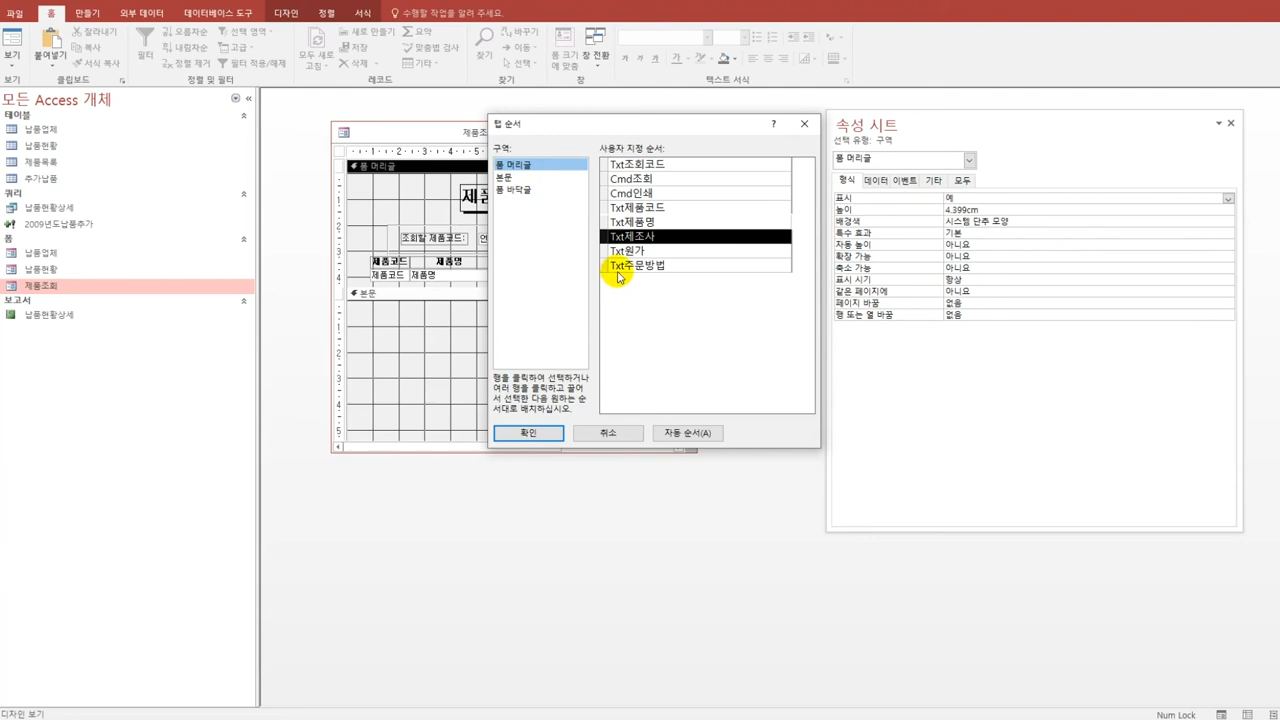 파일 홈 만들기 외부 데이터 데이터베이스 도구 디자인 정렬 서식 수행할 작업을 알려 주세요.
보기
붙여넣기
잘라내기
복사
서식 복사
필터
오름차순
내림차순
정렬 제거
선택 영역
고급
필터 적용/해제
모두 새로
고침
새로 만들기
저장
삭제
요약
맞춤법 검사
기타
찾기
바꾸기
이동
선택
폼 크기
에 맞춤
창 전환
가 가 가 가
보기 클립보드 정렬 및 필터 레코드 찾기 창 텍스트 서식
모든 Access 개체
테이블
납품업체
납품현황
제품목록
추가납품
쿼리
납품현황상세
2009년도납품추가
폼
납품업체
납품현황
제품조회
보고서
납품현황상세
제품조
폼 머리글
조회할 제품코드:
제품코드 제품명
제품코드 제품명
본문
탭 순서
구역:
폼 머리글
본문
폼 바닥글
사용자 지정 순서:
Txt조회코드
Cmd조회
Cmd인쇄
Txt제품코드
Txt제품명
Txt제조사
Txt원가
Txt주문방법
행을 클릭하여 선택하거나
여러 행을 클릭하고 끌어
서 선택한 다음 원하는 순
서대로 배치하십시오.
확인 취소 자동 순서(A)
속성 시트
선택 유형: 구역
폼 머리글
형식 데이터 이벤트 기타 모두
표시 예
높이 4.399cm
배경색 시스템 단추 모양
특수 효과 기본
자동 높이 아니요
확장 가능 아니요
축소 가능 아니요
표시 시기 항상
같은 페이지에 아니요
페이지 바꿈 없음
행 또는 열 바꿈 없음
디자인 보기
Num Lock